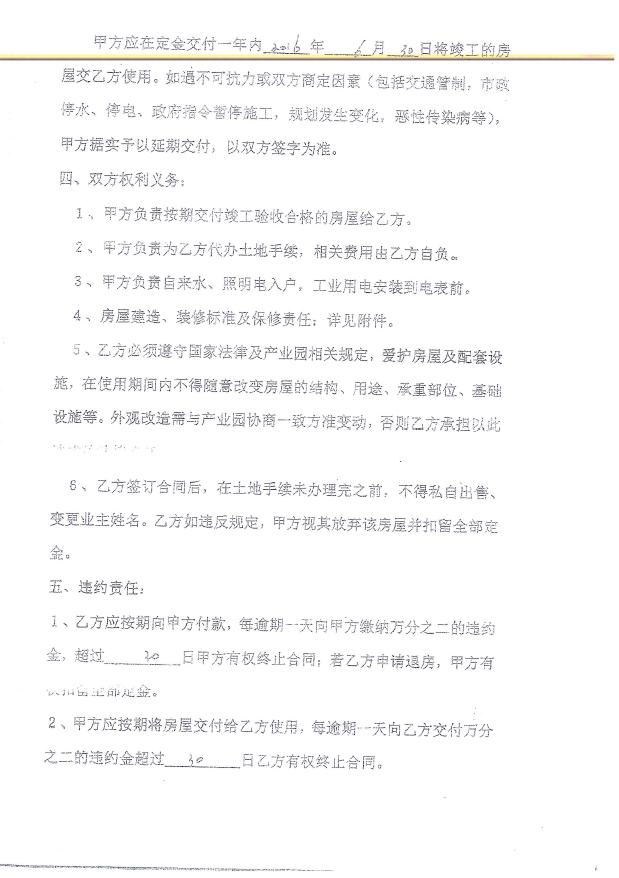 甲方应在定金交付一年内2016年6月30日将竣工的房
屋交乙方使用。如遇不可抗力或双方商定因素（包括交通管制，市政
停水、停电、政府指令暂停施工，规划发生变化，恶性传染病等），
甲方据实予以延期交付，以双方签字为准。
四、双方权利义务：
1、甲方负责按期交付竣工验收合格的房屋给乙方。
2、甲方负责为乙方代办土地手续，相关费用由乙方自负。
3、甲方负责自来水、照明电入户，工业用电安装到电表前。
4、房屋建造、装修标准及保修责任：详见附件。
5、乙方必须遵守国家法律及产业园相关规定，爱护房屋及配套设
施，在使用期间内不得随意改变房屋的结构、用途、承重部位、基础
设施等。外观改造需与产业园协商一致方准变动，否则乙方承担以此
6、乙方签订合同后，在土地手续未办理完之前，不得私自出售、
变更业主姓名。乙方如违反规定，甲方视其放弃该房屋并扣留全部定
金。
五、违约责任：
1、乙方应按期向甲方付款，每逾期一天向甲方缴纳万分之二的违约
金，超过30日甲方有权终止合同；若乙方申请退房，甲方有
权扣留全部定金。
2、甲方应按期将房屋交付给乙方使用，每逾期一天向乙方交付万分
之二的违约金超过30日乙方有权终止合同。